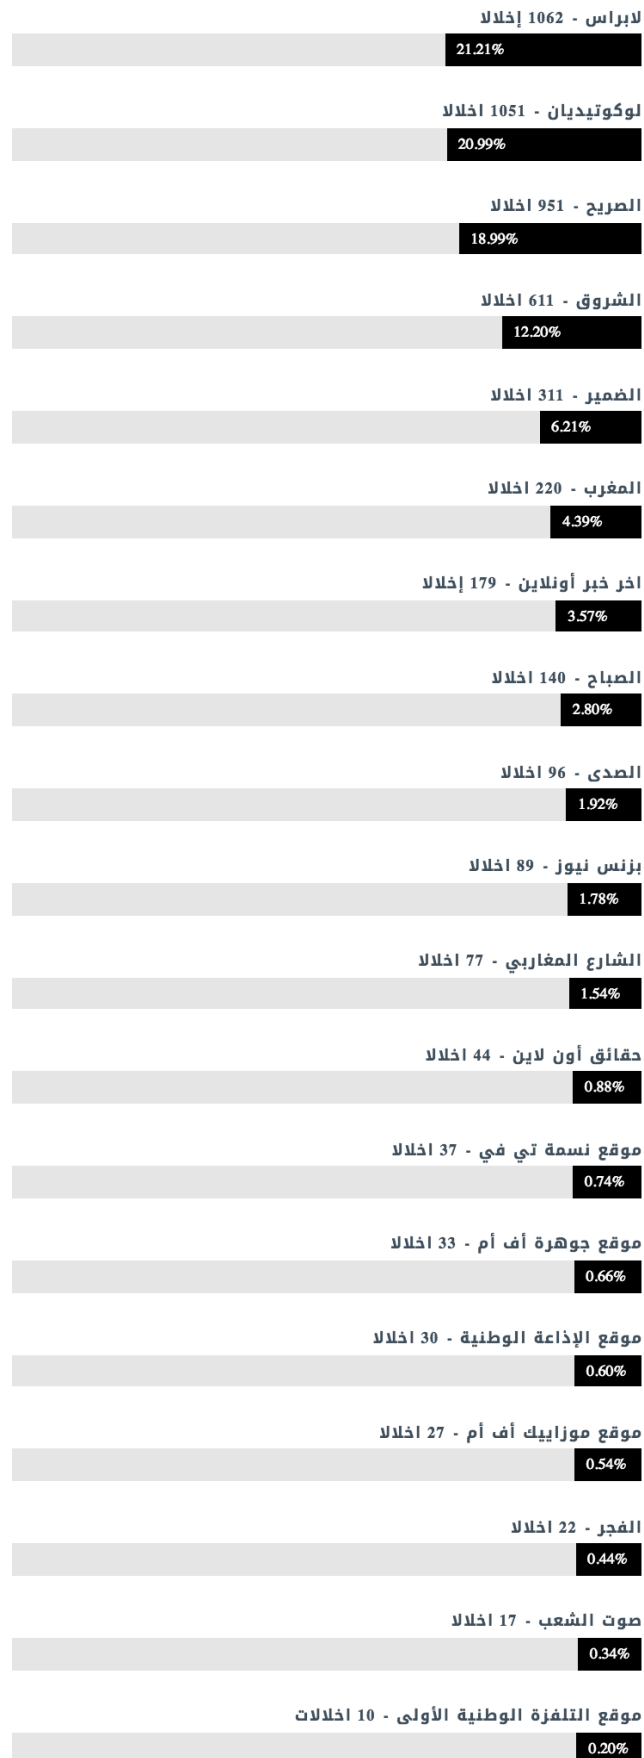 لابراس - 1062 إخلالا
21.21%
لوكوتيديان - 1051 اخلالا
20.99%
الصريح - 951 اخلالا
18.99%
الشروق - 611 اخلالا
12.20%
الضمير - 311 اخلالا
6.21%
المغرب - 220 اخلالا
4.39%
اخر خبر أونلاين - 179 إخلالا
3.57%
الصباح - 140 اخلالا
2.80%
الصدى - 96 اخلالا
1.92%
بزنس نيوز - 89 اخلالا
1.78%
الشارع المغاربي - 77 اخلالا
1.54%
حقائق أون لاين - 44 اخلالا
0.88%
موقع نسمة تي في - 37 اخلالا
0.74%
موقع جوهرة أف أم - 33 اخلالا
0.66%
موقع الإذاعة الوطنية - 30 اخلالا
0.60%
موقع موزاييك أف أم - 27 اخلالا
0.54%
الفجر - 22 اخلالا
0.44%
صوت الشعب - 17 اخلالا
0.34%
موقع التلفزة الوطنية الأولى - 10 اخلالات
0.20%